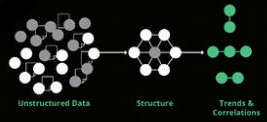 Unstructured Data
Structure
Trends &
Correlations